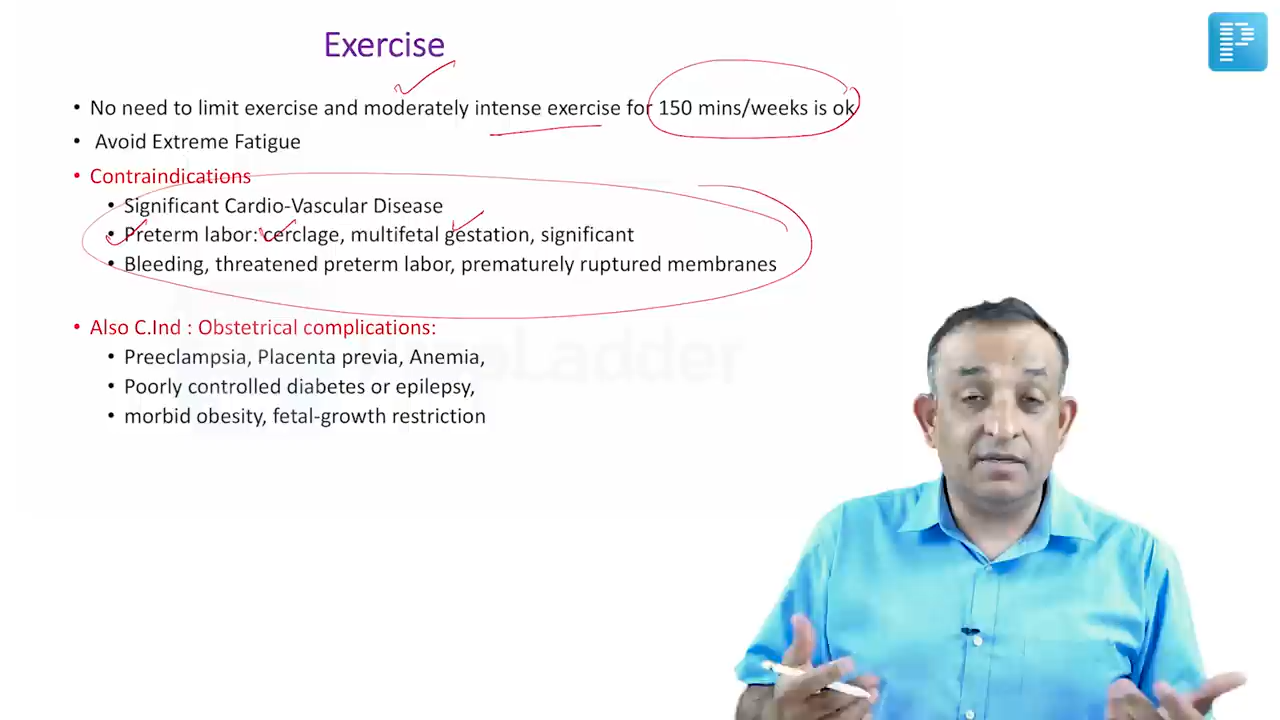 Exercise
• No need to limit exercise and moderately intense exercise for 150 mins/weeks is ok
• Avoid Extreme Fatigue
• Contraindications
• Significant Cardio-Vascular Disease
• Preterm labor: cerclage, multifetal gestation, significant
• Bleeding, threatened preterm labor, prematurely ruptured membranes
• Also C.Ind : Obstetrical complications:
• Preeclampsia, Placenta previa, Anemia,
• Poorly controlled diabetes or epilepsy,
• morbid obesity, fetal-growth restriction